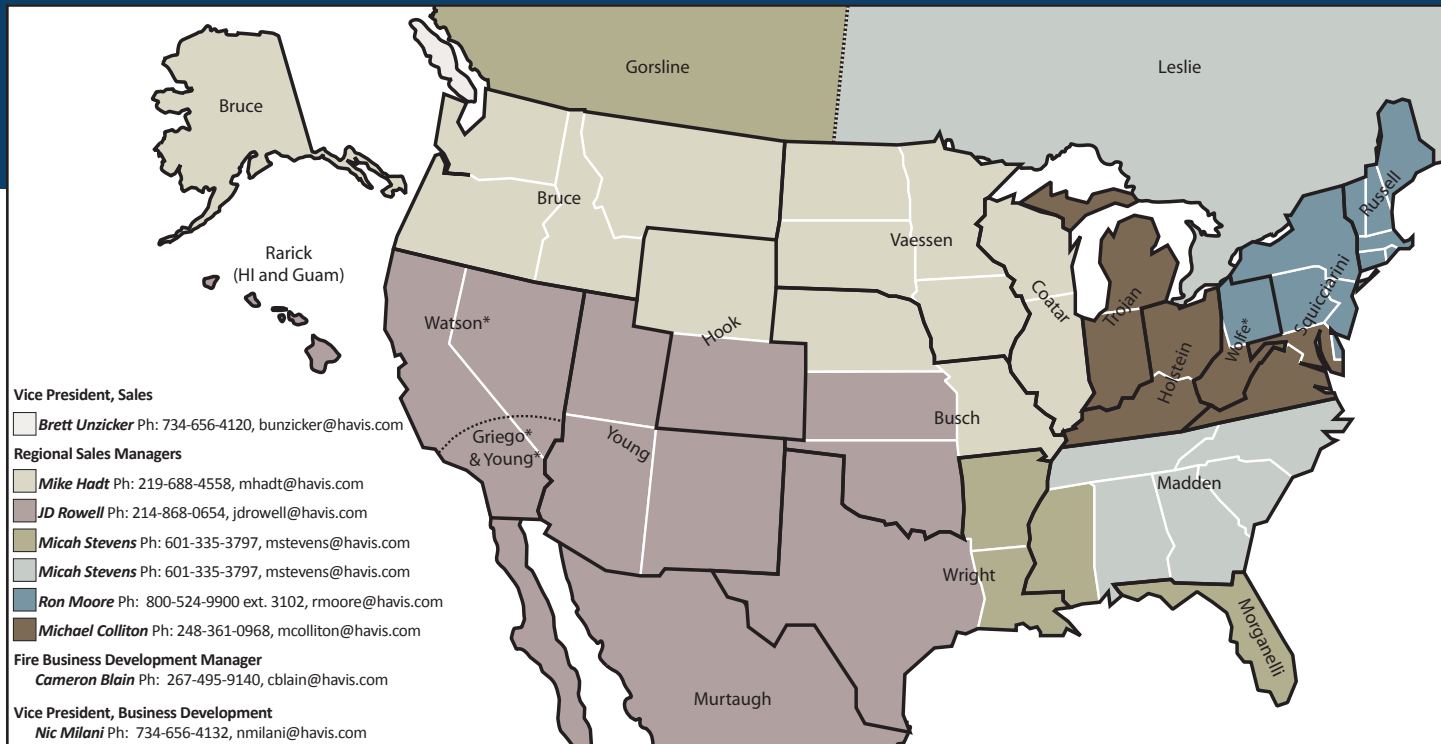 Gorsline
Leslie
Bruce
Bruce
Vaessen
Russell
Rarick
(HI and Guam)
Coatar
Trojan
Squicciarini
Watson*
Hook
Wolfe*
Holstein
Busch
Griego*
& Young*
Young
Madden
Wright
Morganelli
Murtaugh
Vice President, Sales
Brett Unzicker Ph: 734-656-4120, bunzicker@havis.com
Regional Sales Managers
Mike Hadt Ph: 219-688-4558, mhadt@havis.com
JD Rowell Ph: 214-868-0654, jdrowell@havis.com
Micah Stevens Ph: 601-335-3797, mstevens@havis.com
Micah Stevens Ph: 601-335-3797, mstevens@havis.com
Ron Moore Ph: 800-524-9900 ext. 3102, rmoore@havis.com
Michael Colliton Ph: 248-361-0968, mcolliton@havis.com
Fire Business Development Manager
Cameron Blain Ph: 267-495-9140, cblain@havis.com
Vice President, Business Development
Nic Milani Ph: 734-656-4132, nmilani@havis.com